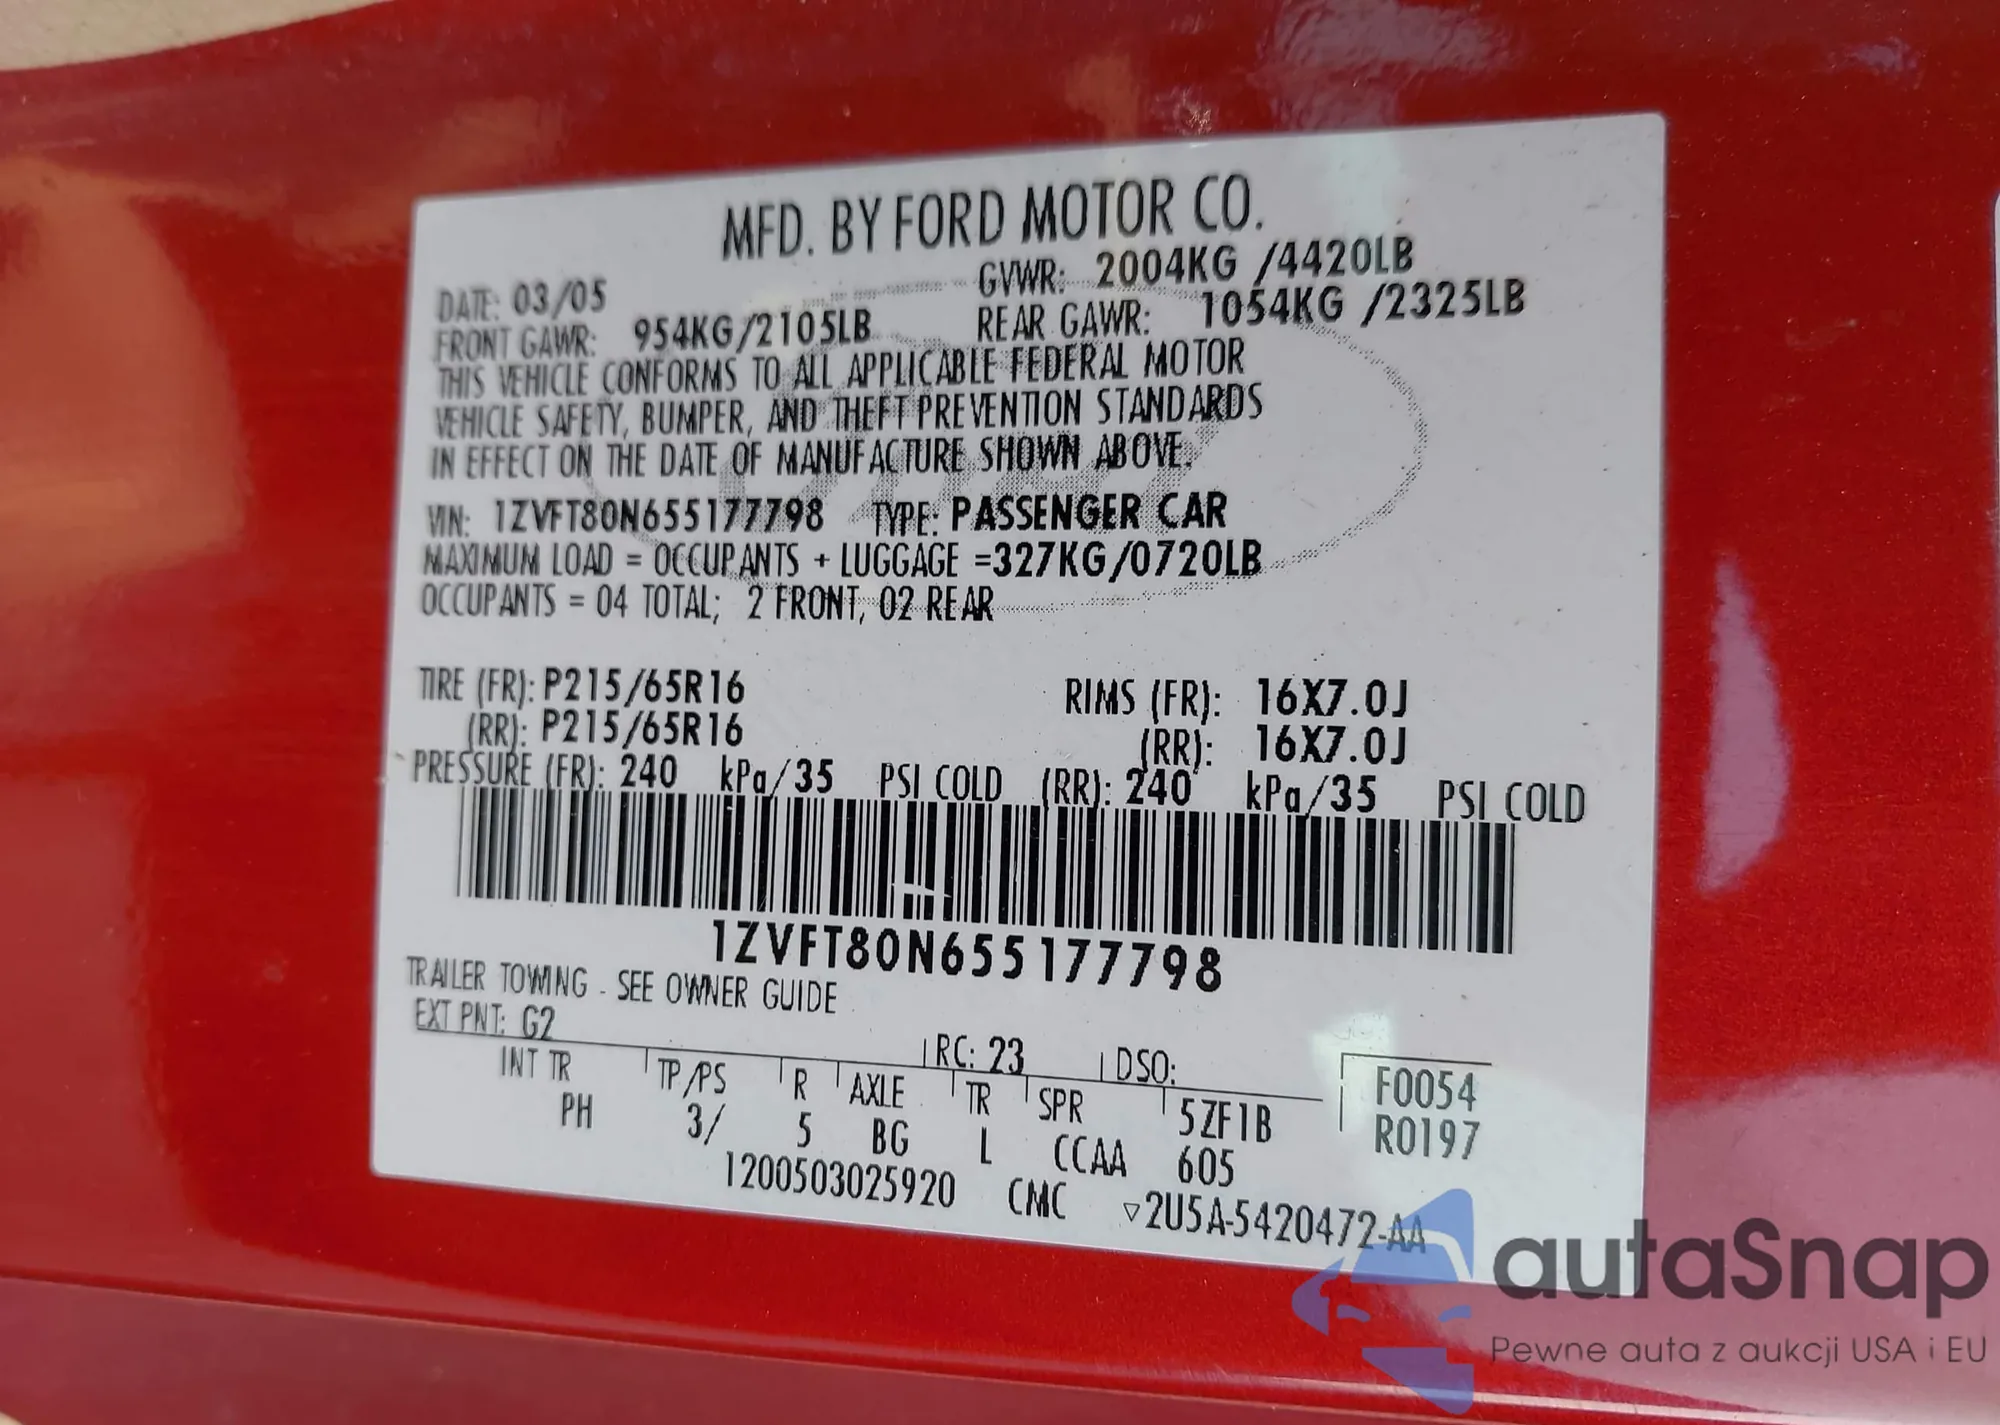 MFD. BY FORD MOTOR CO.
DATE: 03/05 GVWR: 2004KG /4420LB
FRONT GAWR: 954KG/2105LB REAR GAWR: 1054KG /2325LB
THIS VEHICLE CONFORMS TO ALL APPLICABLE FEDERAL MOTOR
VEHICLE SAFETY, BUMPER, AND THEFT PREVENTION STANDARDS
IN EFFECT ON THE DATE OF MANUFACTURE SHOWN ABOVE.
VIN: 1ZVFT80N655177798 TYPE: PASSENGER CAR
MAXIMUM LOAD = OCCUPANTS + LUGGAGE =327KG/0720LB
OCCUPANTS = 04 TOTAL; 2 FRONT, 02 REAR
TIRE (FR): P215/65R16 RIMS (FR): 16X7.0J
(RR): P215/65R16 (RR): 16X7.0J
PRESSURE (FR): 240 kPa/35 PSI COLD (RR): 240 kPa/35 PSI COLD
1ZVFT80N655177798
TRAILER TOWING - SEE OWNER GUIDE
EXT PNT: G2 RC: 23 DSO: F0054
INT TR TP/PS R AXLE TR SPR 5ZF1B R0197
PH 3/ 5 BG L CCAA 605
1200503025920 CMC ▽2U5A-5420472-AA
autaSnap
Pewne auta z aukcji USA i EU